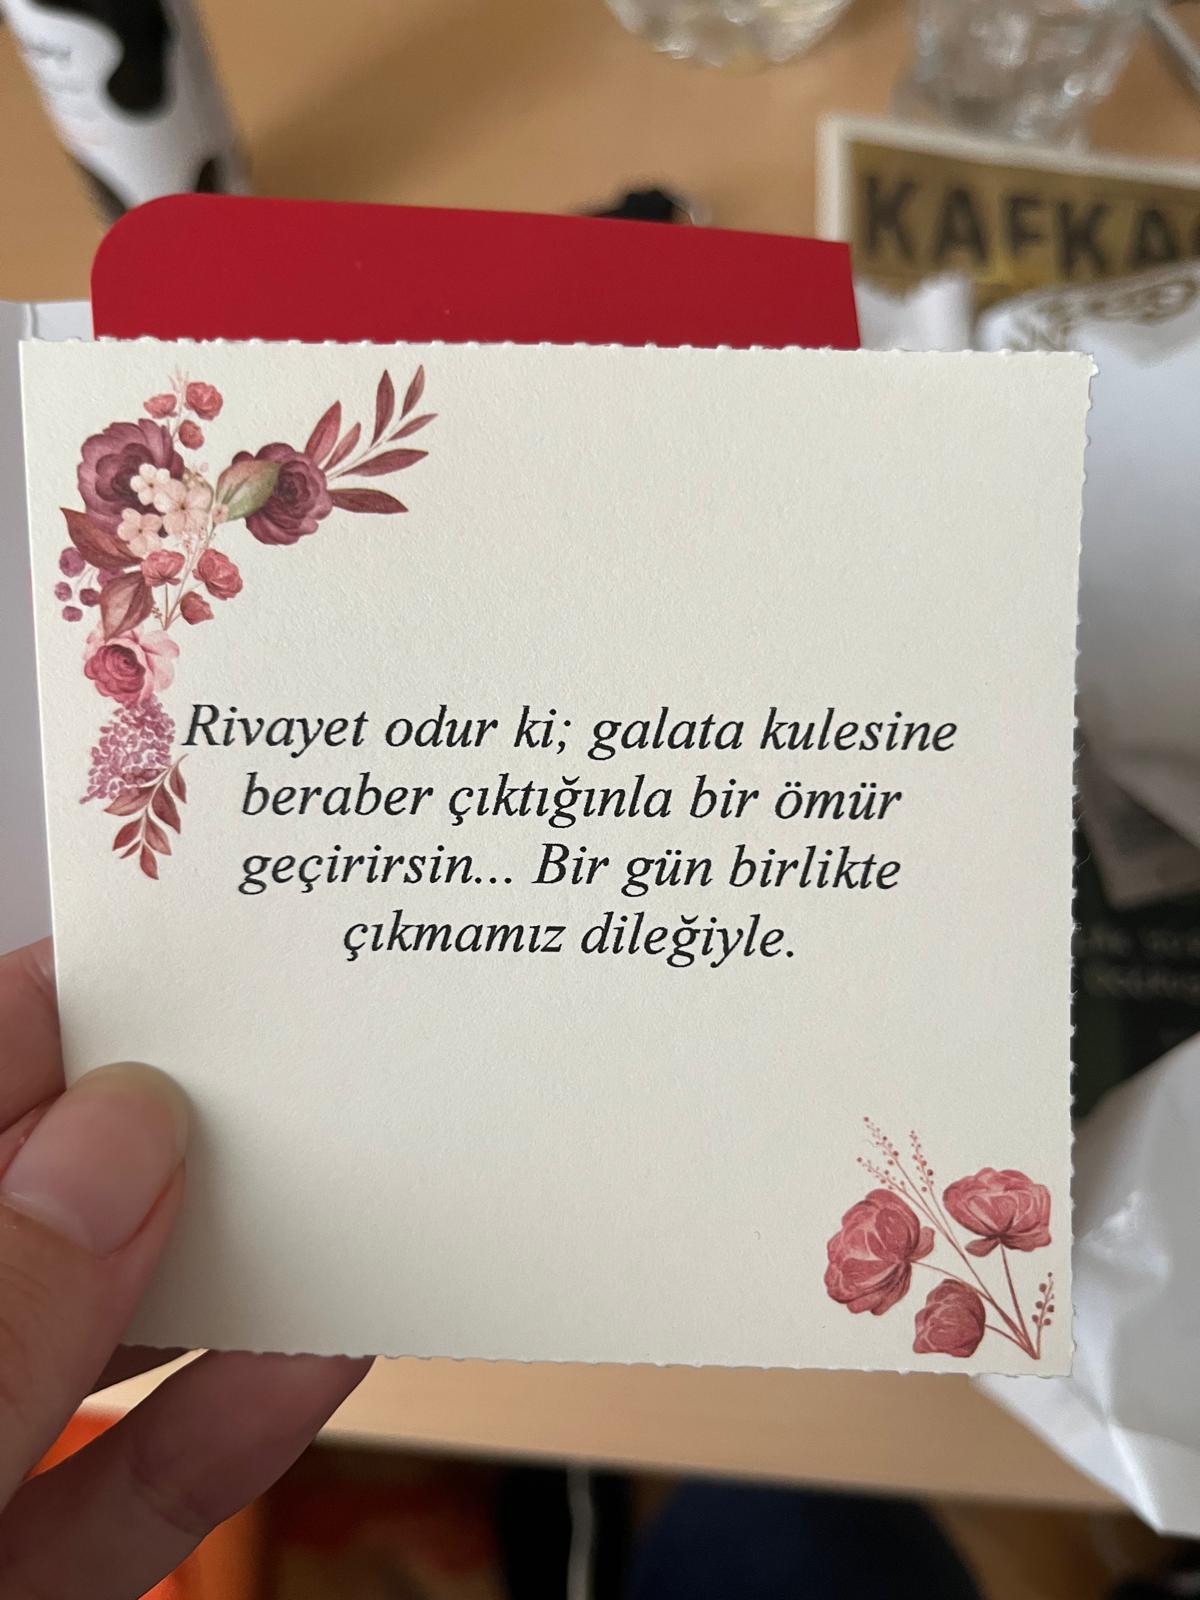 KAFKA
Rivayet odur ki; galata kulesine
beraber çıktığınla bir ömür
geçirirsin... Bir gün birlikte
çıkmamız dileğiyle.